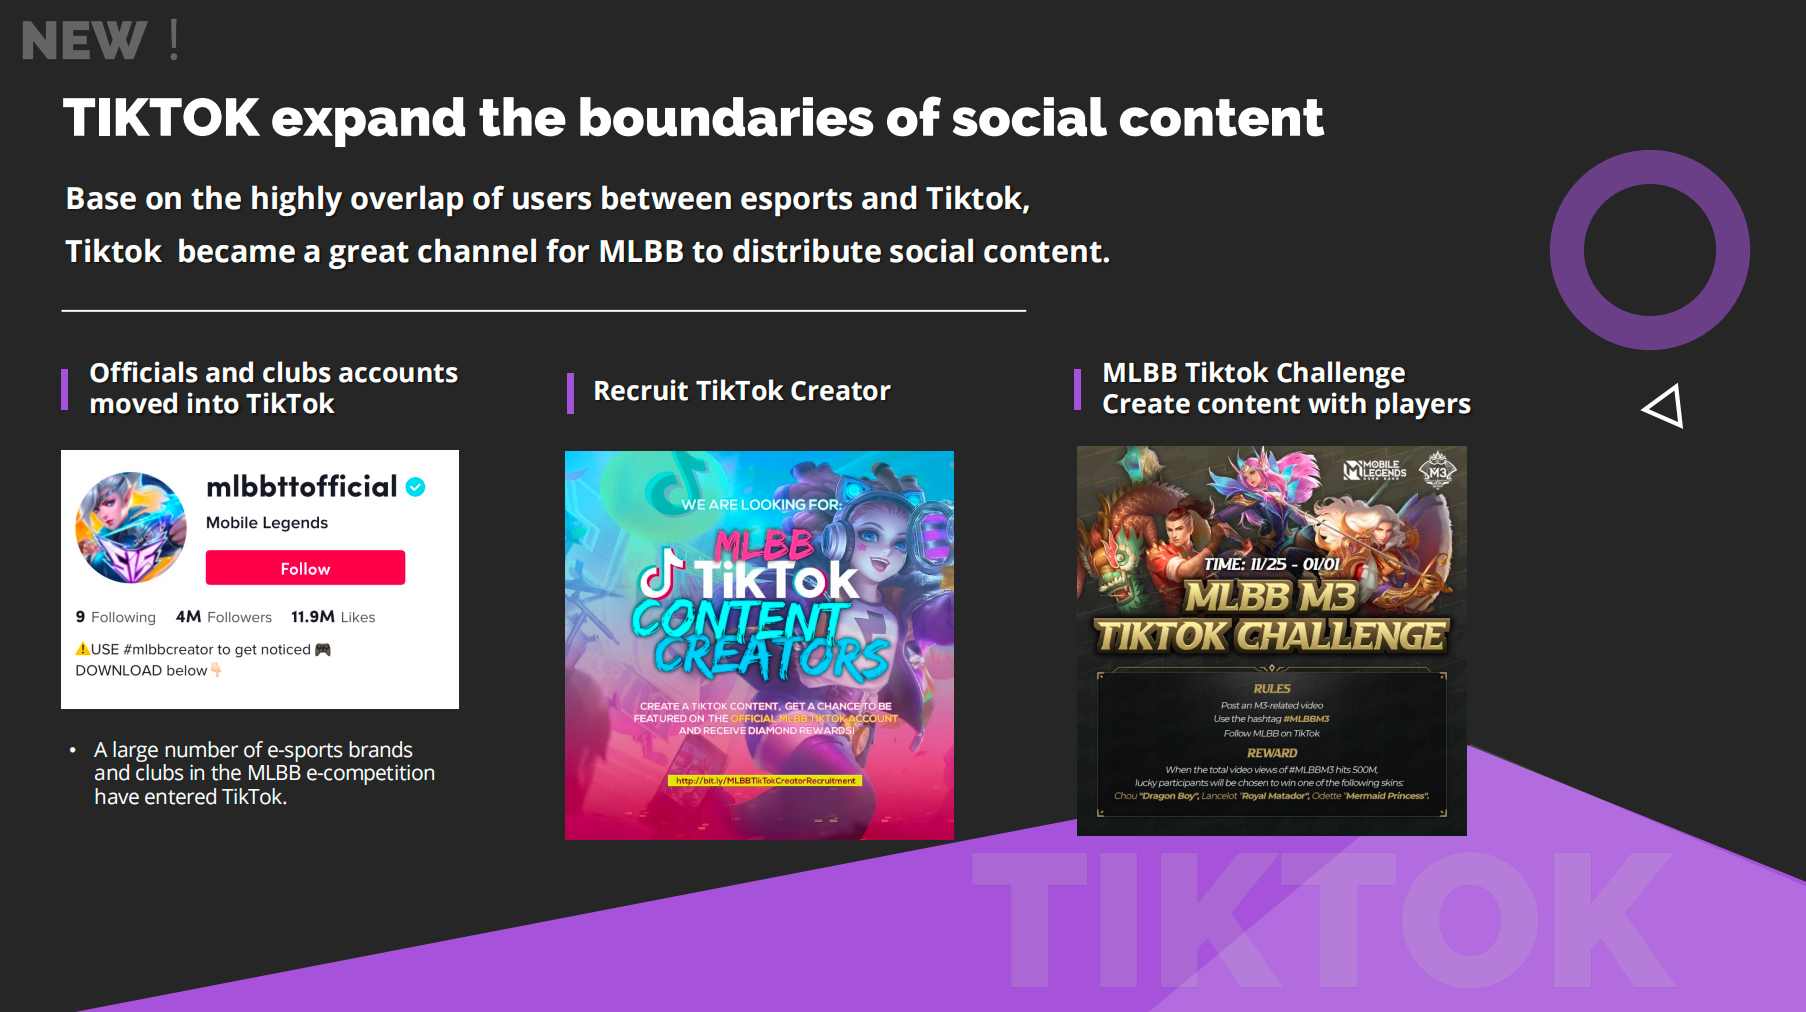 NEW !
TIKTOK expand the boundaries of social content
Base on the highly overlap of users between esports and Tiktok,
Tiktok became a great channel for MLBB to distribute social content.
Officials and clubs accounts
moved into TikTok
mlbbttofficial
Mobile Legends
Follow
9 Following 4M Followers 11.9M Likes
⚠️USE #mlbbcreator to get noticed 🎮
DOWNLOAD below👇🏻
• A large number of e-sports brands
and clubs in the MLBB e-competition
have entered TikTok.
Recruit TikTok Creator
WE ARE LOOKING FOR:
MLBB
TikTok
CONTENT
CREATORS
CREATE A TIKTOK CONTENT, GET A CHANCE TO BE
FEATURED ON THE OFFICIAL MLBB TIKTOK ACCOUNT
AND RECEIVE DIAMOND REWARDS!
http://bit.ly/MLBBTikTokCreatorRecruitment
MLBB Tiktok Challenge
Create content with players
MOBILE
LEGENDS
BANG BANG
M3
TIME: 11/25 - 01/01
MLBB M3
TIKTOK CHALLENGE
RULES
Post an M3-related video
Use the hashtag #MLBBM3
Follow MLBB on TikTok
REWARD
When the total video views of #MLBBM3 hits 500M,
lucky participants will be chosen to win one of the following skins:
Chou "Dragon Boy", Lancelot "Royal Matador", Odette "Mermaid Princess".
TIKTOK